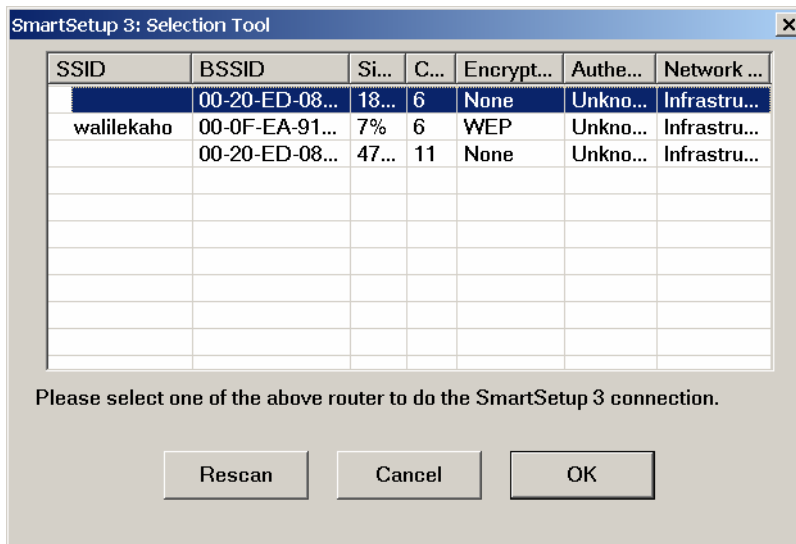 SmartSetup 3: Selection Tool
SSID BSSID Si... C... Encrypt... Authe... Network ...
00-20-ED-08... 18... 6 None Unkno... Infrastru...
walilekaho 00-0F-EA-91... 7% 6 WEP Unkno... Infrastru...
00-20-ED-08... 47... 11 None Unkno... Infrastru...
Please select one of the above router to do the SmartSetup 3 connection.
Rescan Cancel OK